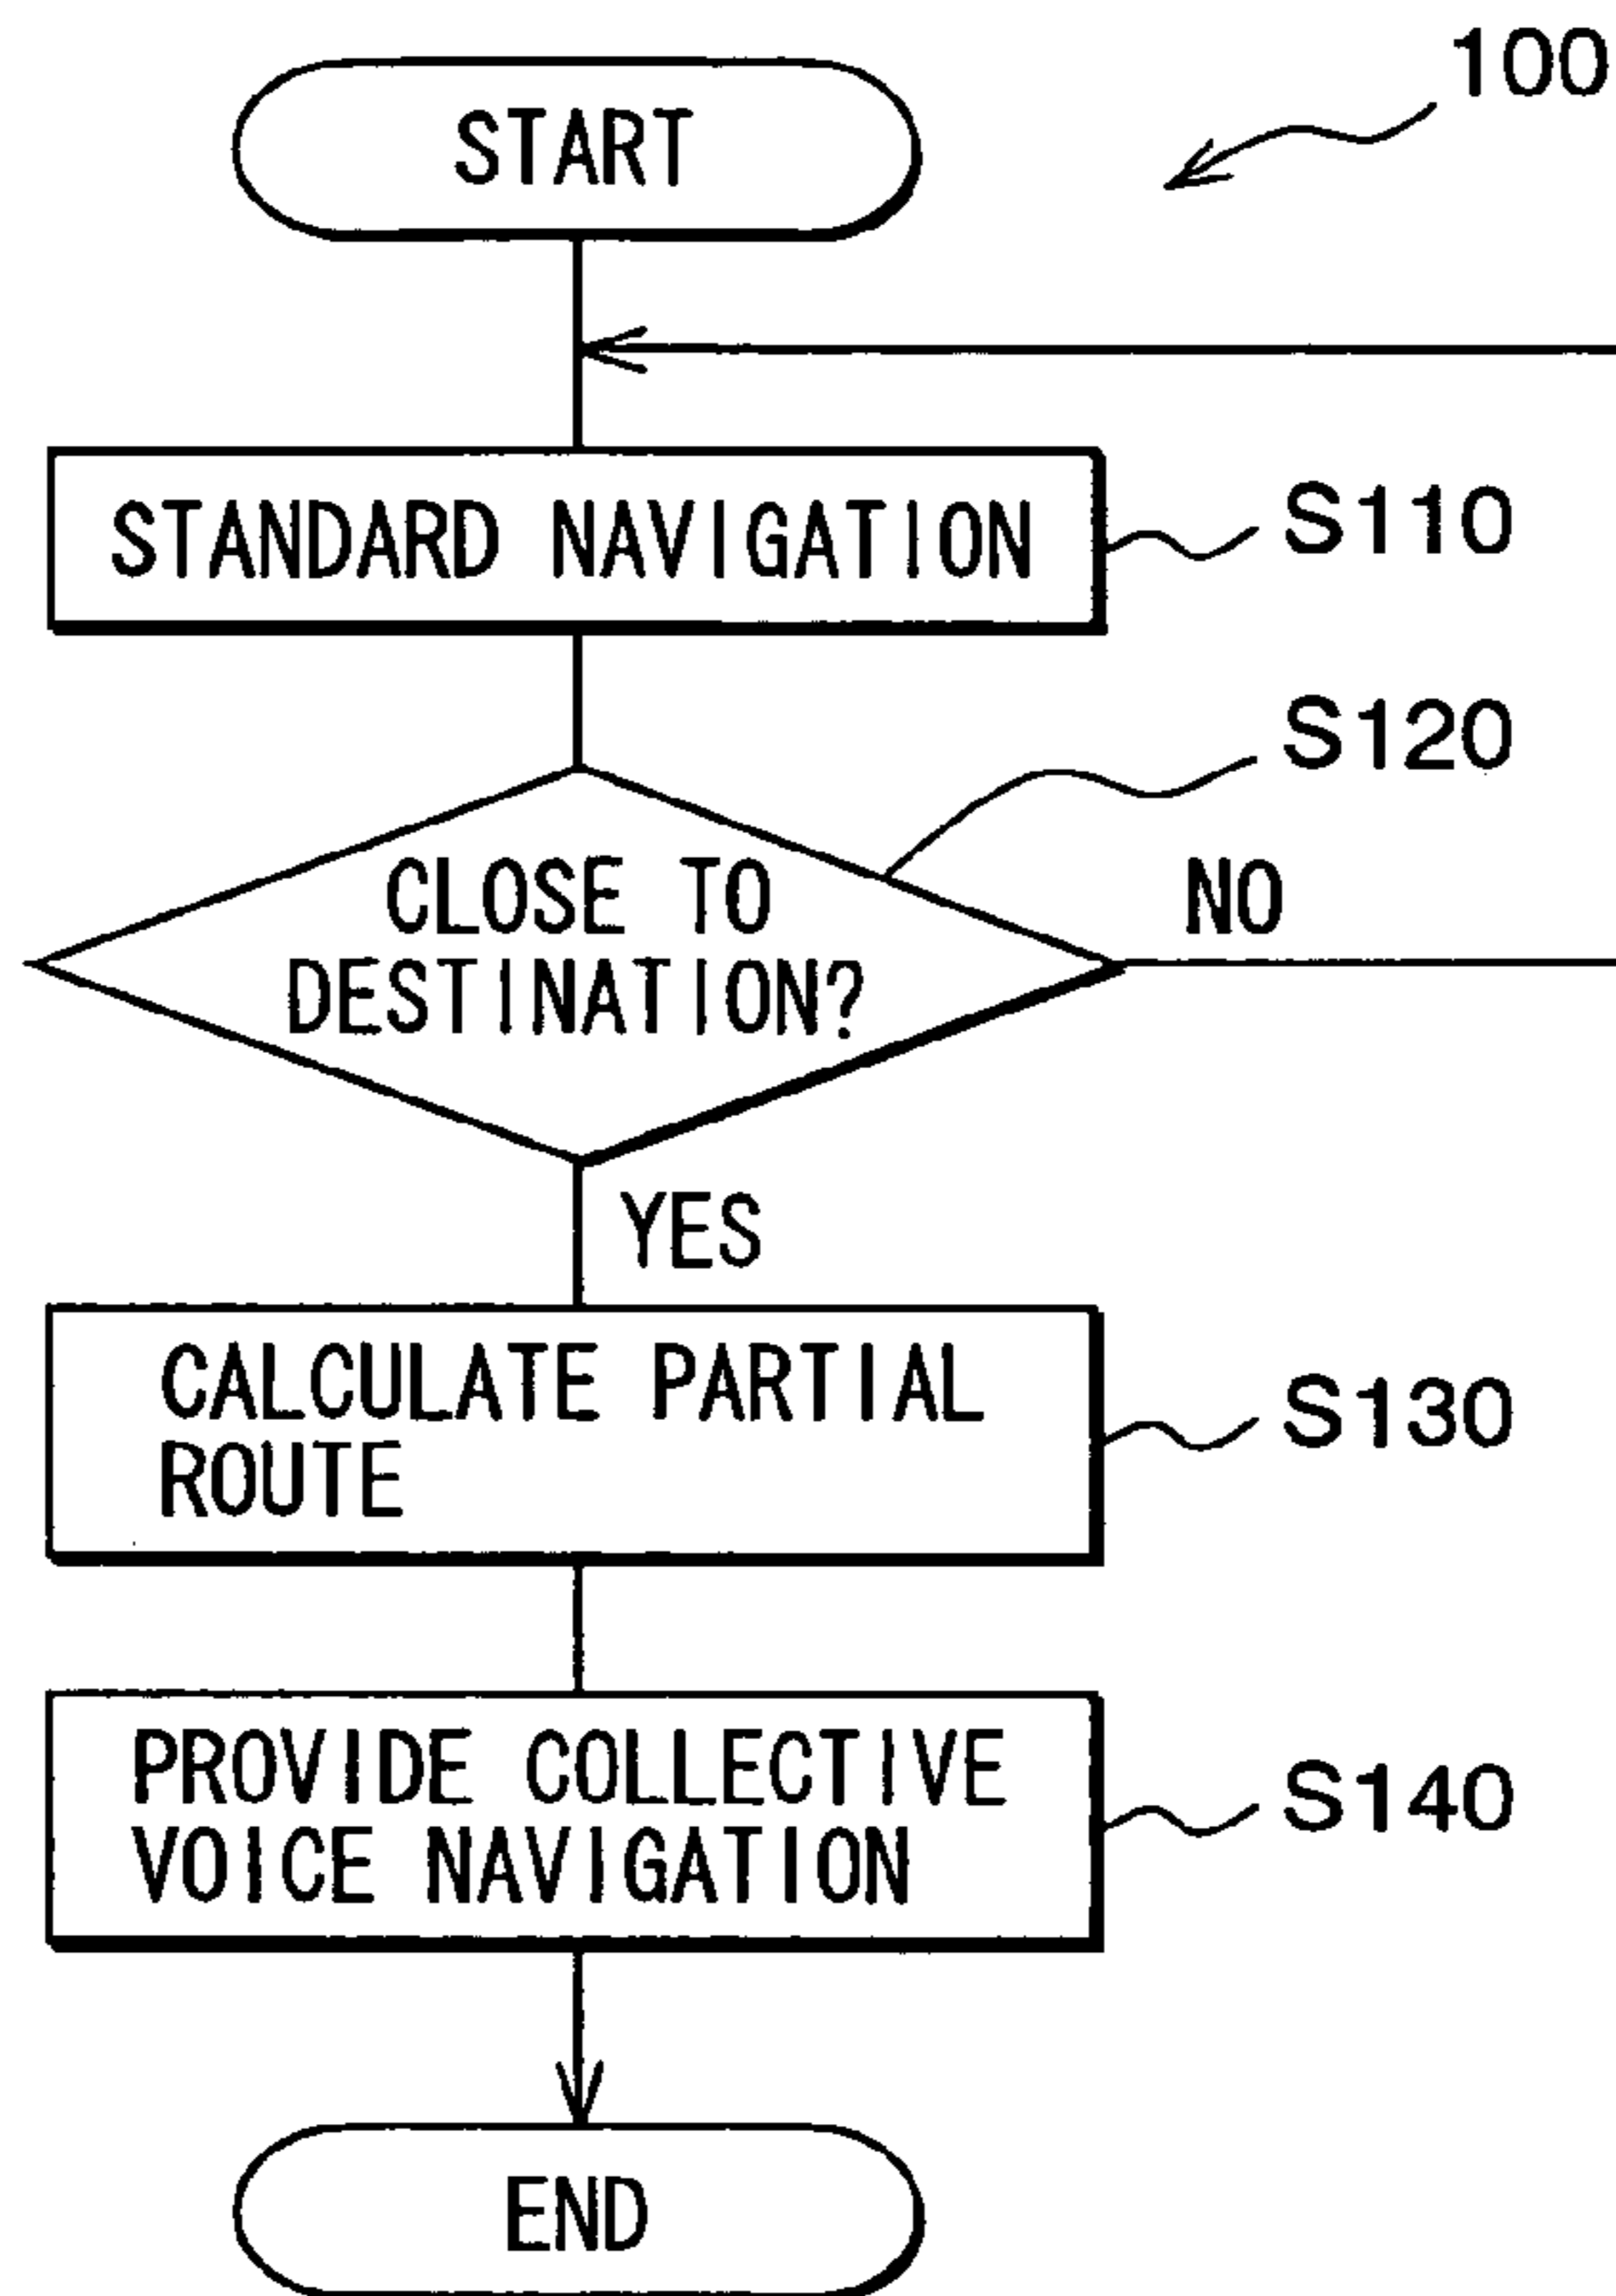 100
START
STANDARD NAVIGATION
S110
S120
CLOSE TO
DESTINATION?
NO
YES
CALCULATE PARTIAL
ROUTE
S130
PROVIDE COLLECTIVE
VOICE NAVIGATION
S140
END